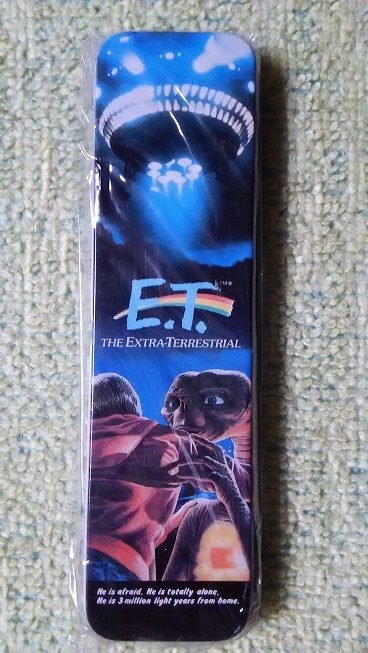 E.T.
THE EXTRA-TERRESTRIAL
He is afraid. He is totally alone.
He is 3 million light years from home.